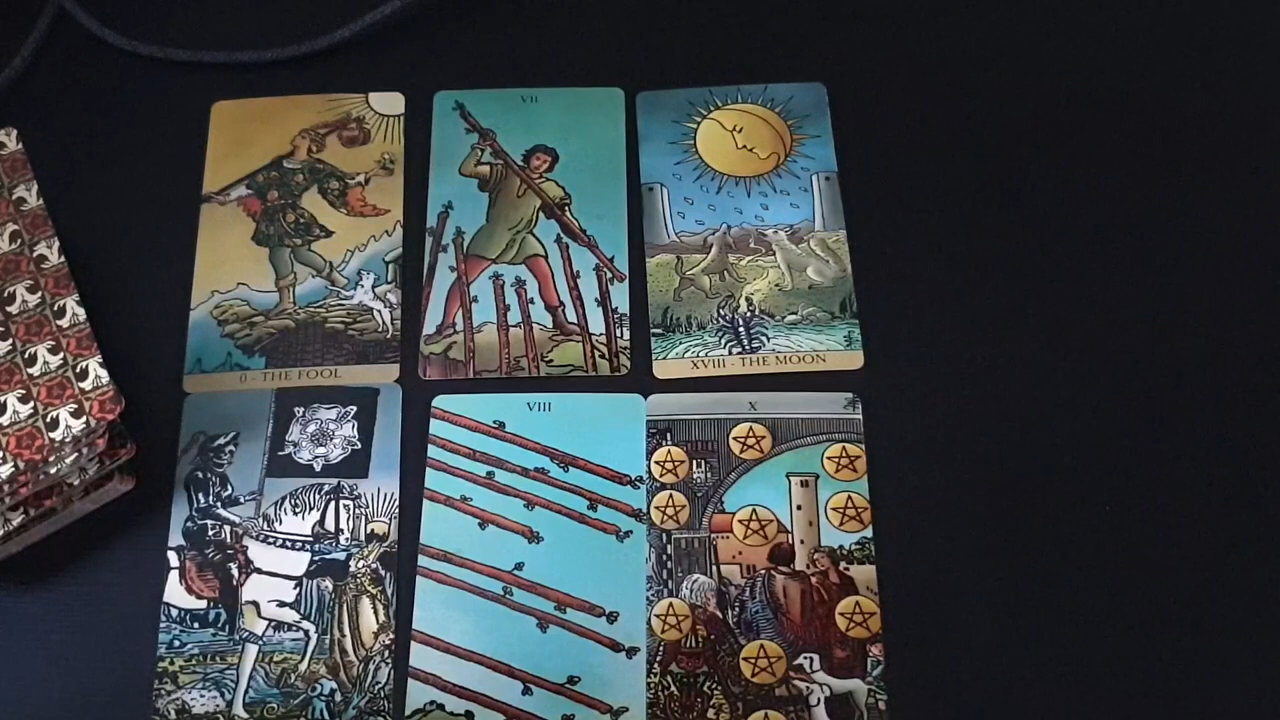 VII
0 - THE FOOL
XVIII - THE MOON
VIII
X